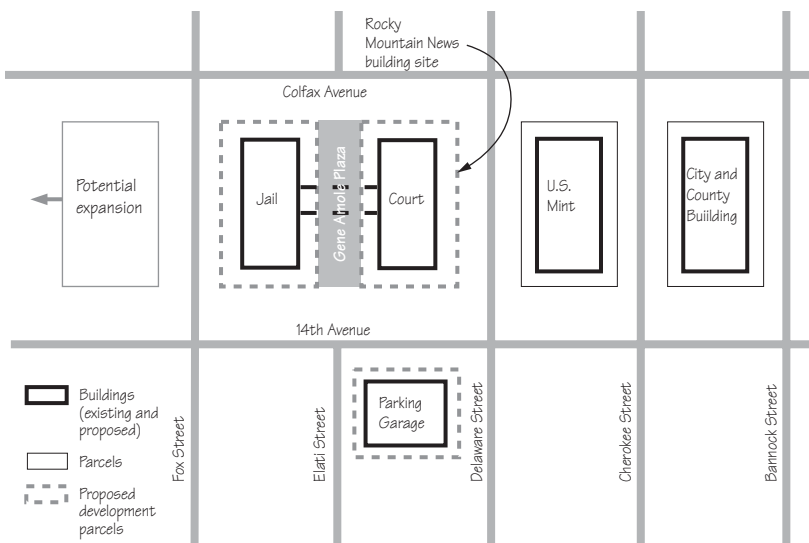 Rocky
Mountain News
building site
Colfax Avenue
Potential
expansion
Jail
Gene Amole Plaza
Court
U.S.
Mint
City and
County
Buiilding
14th Avenue
Buildings
(existing and
proposed)
Parcels
Proposed
development
parcels
Fox Street
Elati Street
Parking
Garage
Delaware Street
Cherokee Street
Bannock Street